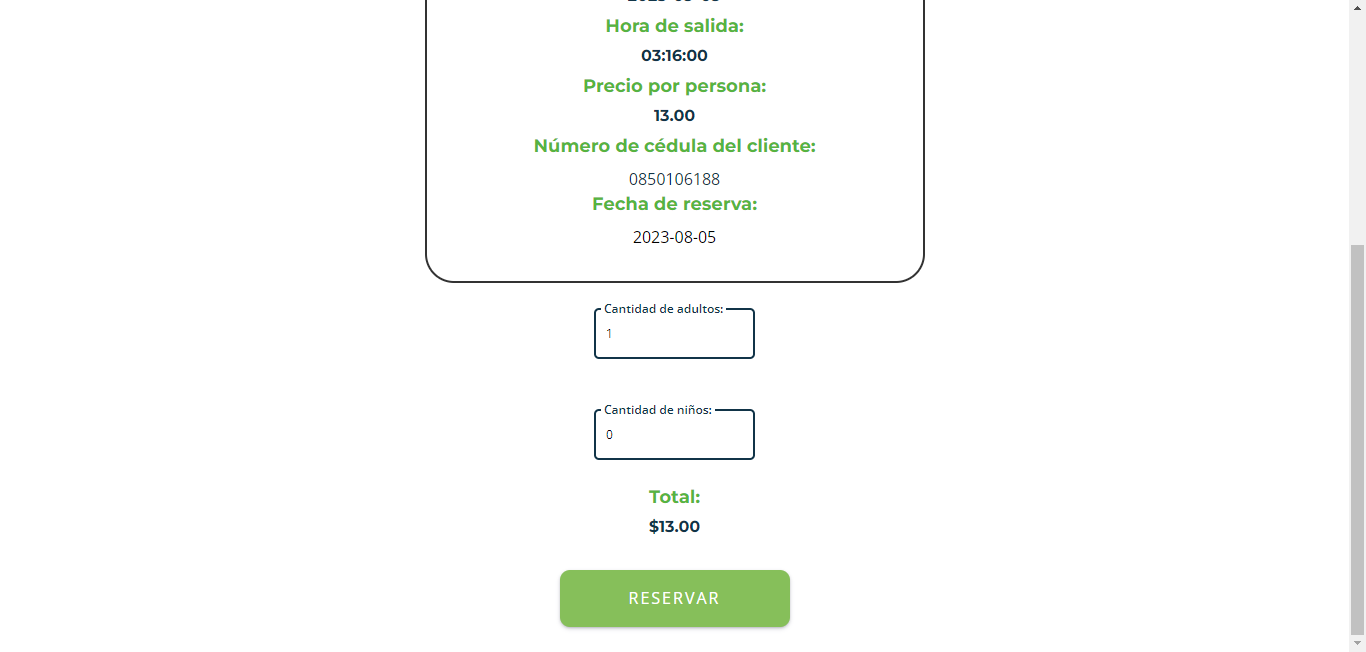 Hora de salida:
03:16:00
Precio por persona:
13.00
Número de cédula del cliente:
0850106188
Fecha de reserva:
2023-08-05
Cantidad de adultos:
1
Cantidad de niños:
0
Total:
$13.00
RESERVAR